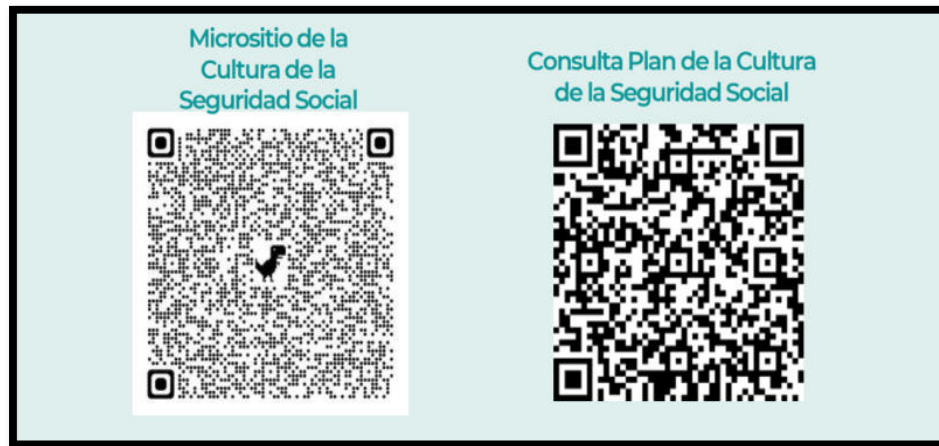 Micrositio de la
Cultura de la
Seguridad Social
Consulta Plan de la Cultura
de la Seguridad Social